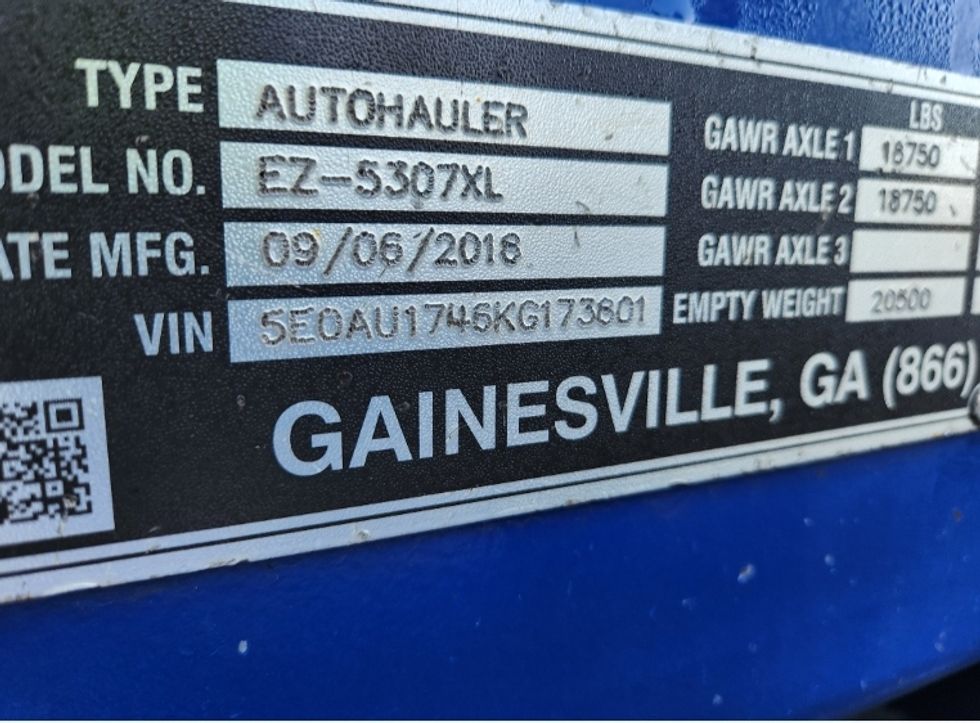 TYPE AUTOHAULER
ODEL NO. EZ-5307XL
ATE MFG. 09/06/2018
VIN 5E0AU1746KG173601
LBS
GAWR AXLE 1 18750
GAWR AXLE 2 18750
GAWR AXLE 3
EMPTY WEIGHT 20500
GAINESVILLE, GA (866)